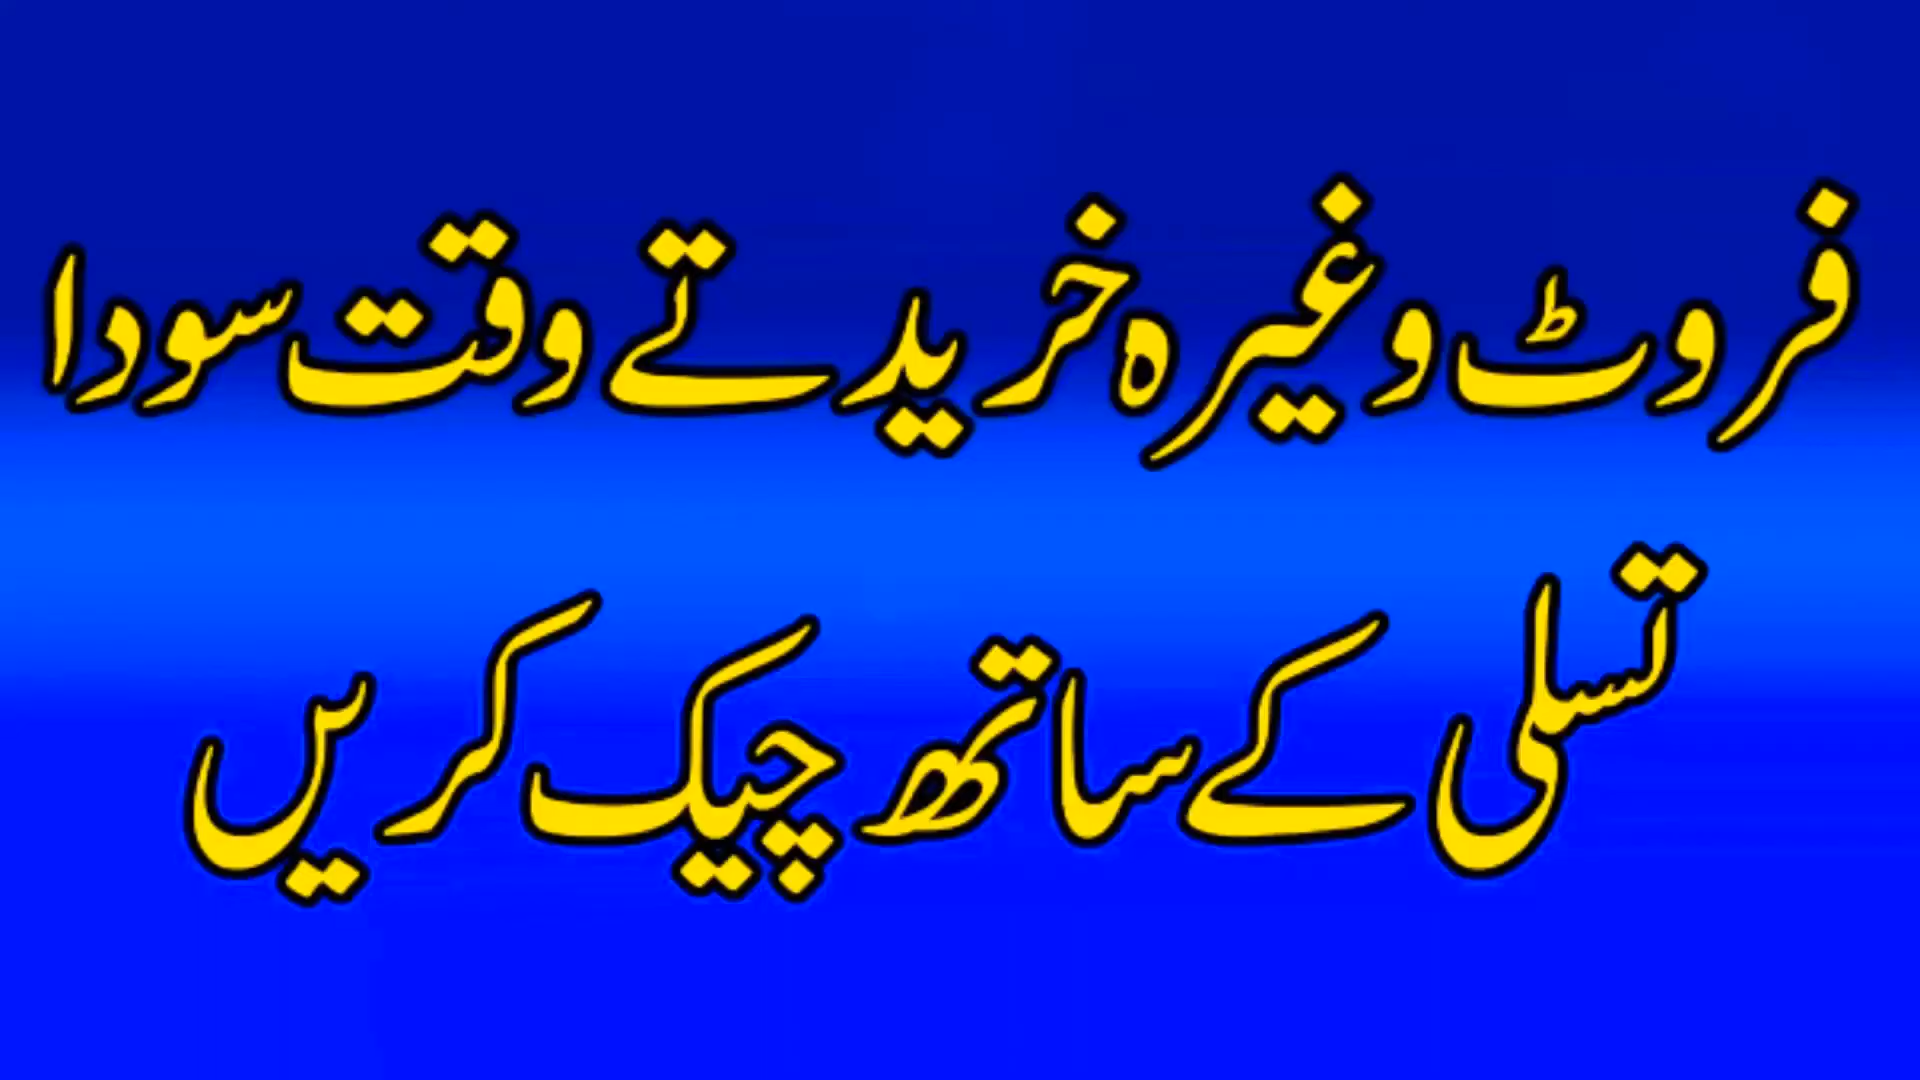 فروٹ وغیرہ خریدتے وقت سودا
تسلی کے ساتھ چیک کریں